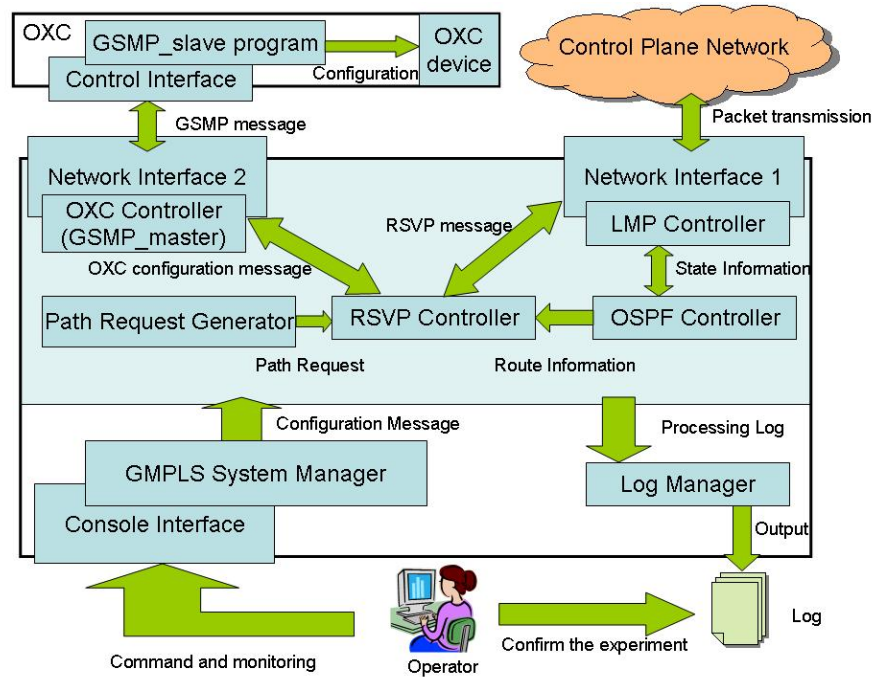 OXC
GSMP_slave program
Configuration
OXC
device
Control Interface
Control Plane Network
GSMP message
Packet transmission
Network Interface 2
OXC Controller
(GSMP_master)
Network Interface 1
LMP Controller
RSVP message
OXC configuration message
State Information
Path Request Generator
RSVP Controller
OSPF Controller
Path Request
Route Information
Configuration Message
Processing Log
GMPLS System Manager
Console Interface
Log Manager
Output
Log
Command and monitoring
Operator
Confirm the experiment